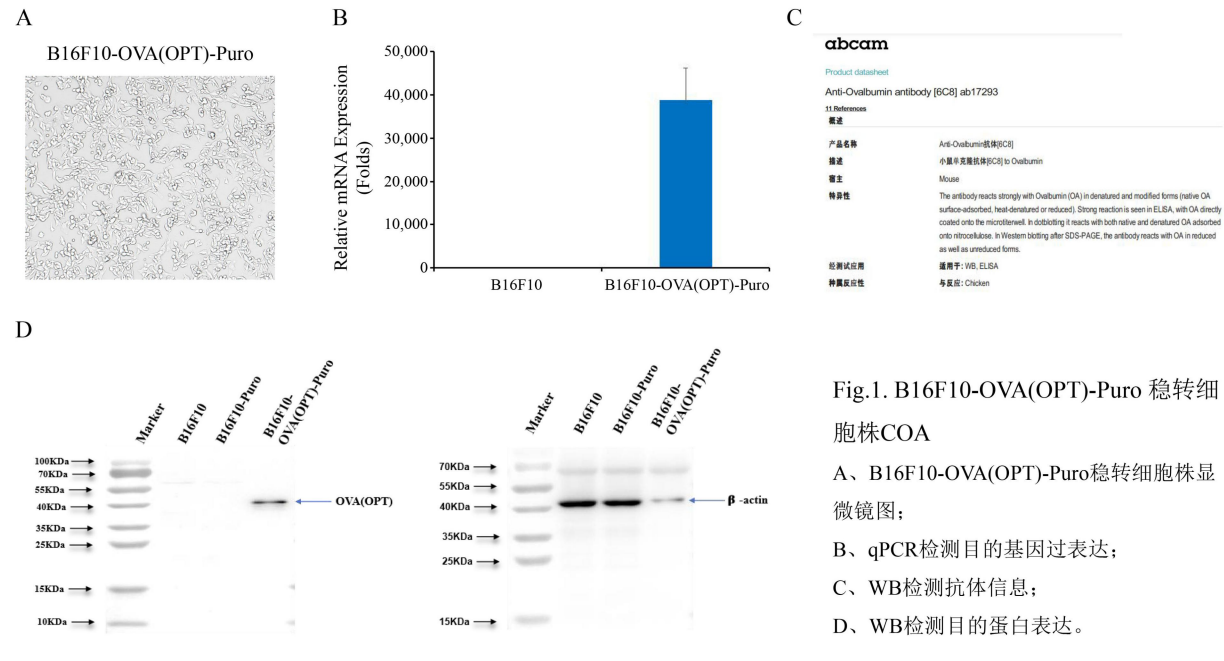 A
B16F10-OVA(OPT)-Puro
B
Relative mRNA Expression
(Folds)
50,000
40,000
30,000
20,000
10,000
0
B16F10
B16F10-OVA(OPT)-Puro
C
abcam
Product datasheet
Anti-Ovalbumin antibody [6C8] ab17293
11 References
概述
产品名称 Anti-Ovalbumin抗体[6C8]
描述 小鼠单克隆抗体[6C8] to Ovalbumin
宿主 Mouse
特异性 The antibody reacts strongly with Ovalbumin (OA) in denatured and modified forms (native OA
surface-adsorbed, heat-denatured or reduced). Strong reaction is seen in ELISA, with OA directly
coated onto the microtiterwell. In dotblotting it reacts with both native and denatured OA adsorbed
onto nitrocellulose. In Western blotting after SDS-PAGE, the antibody reacts with OA in reduced
as well as unreduced forms.
经测试应用 适用于: WB, ELISA
种属反应性 与反应: Chicken
D
Marker
B16F10
B16F10-Puro
B16F10-
OVA(OPT)-Puro
100KDa
70KDa
55KDa
40KDa
35KDa
25KDa
15KDa
10KDa
OVA(OPT)
Marker
B16F10
B16F10-Puro
B16F10-
OVA(OPT)-Puro
70KDa
55KDa
40KDa
35KDa
25KDa
15KDa
β -actin
Fig.1. B16F10-OVA(OPT)-Puro 稳转细
胞株COA
A、B16F10-OVA(OPT)-Puro稳转细胞株显
微镜图；
B、qPCR检测目的基因过表达；
C、WB检测抗体信息；
D、WB检测目的蛋白表达。